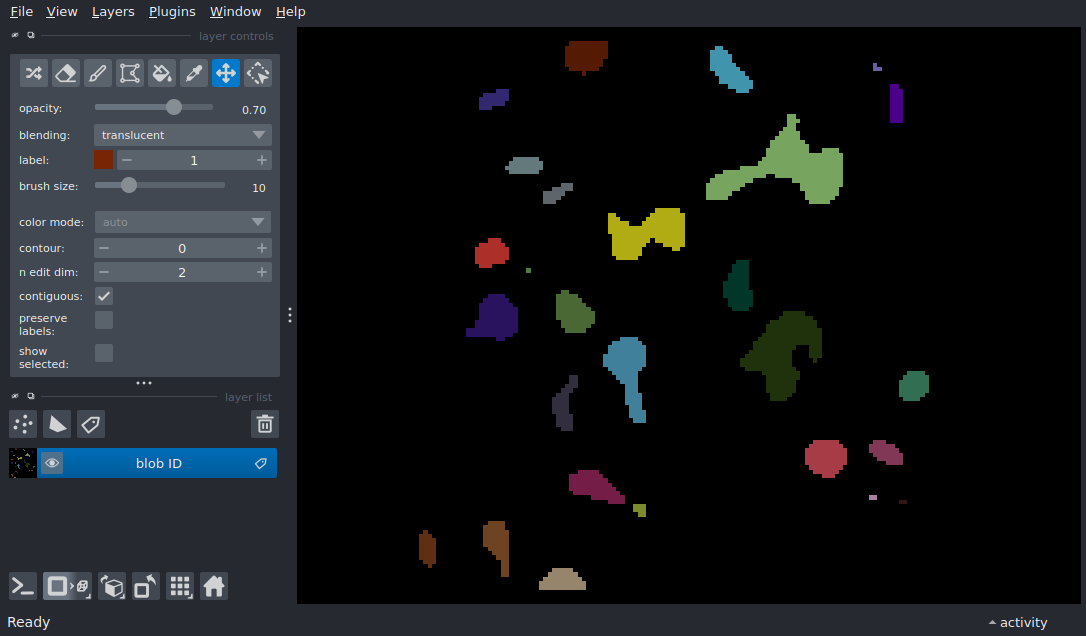 File View Layers Plugins Window Help
layer controls
opacity: 0.70
blending: translucent
label: 1
brush size: 10
color mode: auto
contour: 0
n edit dim: 2
contiguous:
preserve
labels:
show
selected:
layer list
blob ID
Ready
activity